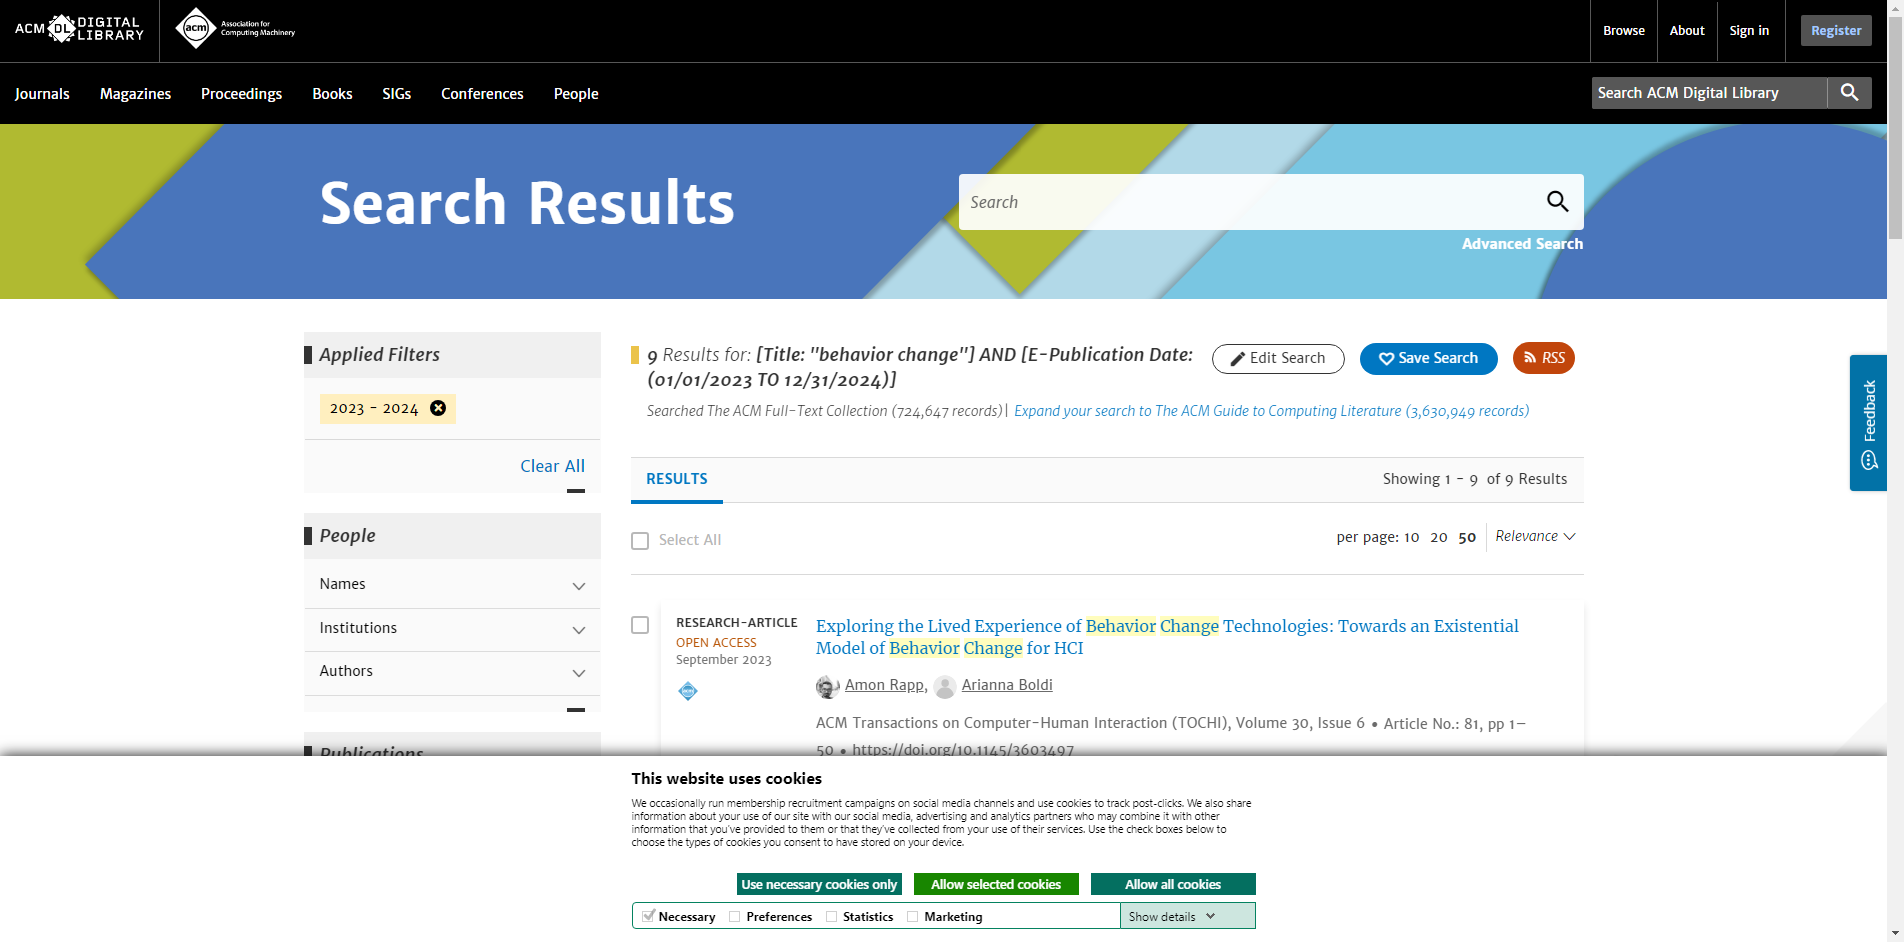 ACM DL DIGITAL LIBRARY
acm Association for Computing Machinery
Browse About Sign in Register
Journals Magazines Proceedings Books SIGs Conferences People
Search ACM Digital Library
Search Results
Search
Advanced Search
Applied Filters
2023 - 2024
Clear All
People
Names
Institutions
Authors
Publications
9 Results for: [Title: "behavior change"] AND [E-Publication Date:
(01/01/2023 TO 12/31/2024)]
Edit Search
Save Search
RSS
Searched The ACM Full-Text Collection (724,647 records)| Expand your search to The ACM Guide to Computing Literature (3,630,949 records)
RESULTS
Showing 1 - 9 of 9 Results
Select All
per page: 10 20 50 Relevance
RESEARCH-ARTICLE
OPEN ACCESS
September 2023
acm
Exploring the Lived Experience of Behavior Change Technologies: Towards an Existential
Model of Behavior Change for HCI
Amon Rapp, Arianna Boldi
ACM Transactions on Computer-Human Interaction (TOCHI), Volume 30, Issue 6 • Article No.: 81, pp 1–
50 • https://doi.org/10.1145/3603497
Feedback
This website uses cookies
We occasionally run membership recruitment campaigns on social media channels and use cookies to track post-clicks. We also share
information about your use of our site with our social media, advertising and analytics partners who may combine it with other
information that you've provided to them or that they've collected from your use of their services. Use the check boxes below to
choose the types of cookies you consent to have stored on your device.
Use necessary cookies only Allow selected cookies Allow all cookies
Necessary Preferences Statistics Marketing Show details